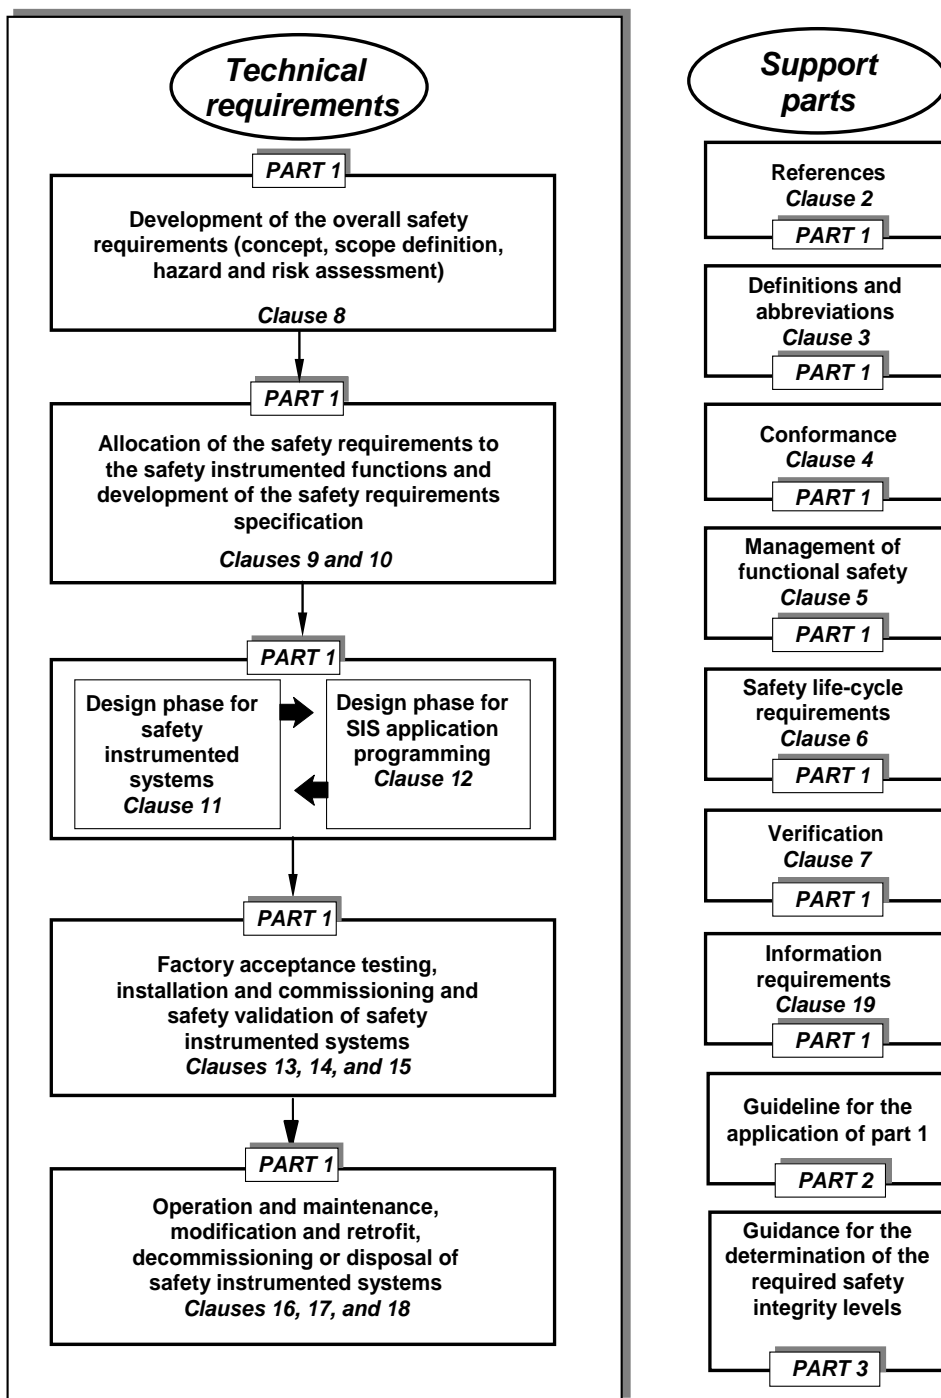 Technical
requirements
PART 1
Development of the overall safety
requirements (concept, scope definition,
hazard and risk assessment)
Clause 8
PART 1
Allocation of the safety requirements to
the safety instrumented functions and
development of the safety requirements
specification
Clauses 9 and 10
PART 1
Design phase for
safety
instrumented
systems
Clause 11
Design phase for
SIS application
programming
Clause 12
PART 1
Factory acceptance testing,
installation and commissioning and
safety validation of safety
instrumented systems
Clauses 13, 14, and 15
PART 1
Operation and maintenance,
modification and retrofit,
decommissioning or disposal of
safety instrumented systems
Clauses 16, 17, and 18
Support
parts
References
Clause 2
PART 1
Definitions and
abbreviations
Clause 3
PART 1
Conformance
Clause 4
PART 1
Management of
functional safety
Clause 5
PART 1
Safety life-cycle
requirements
Clause 6
PART 1
Verification
Clause 7
PART 1
Information
requirements
Clause 19
PART 1
Guideline for the
application of part 1
PART 2
Guidance for the
determination of the
required safety
integrity levels
PART 3